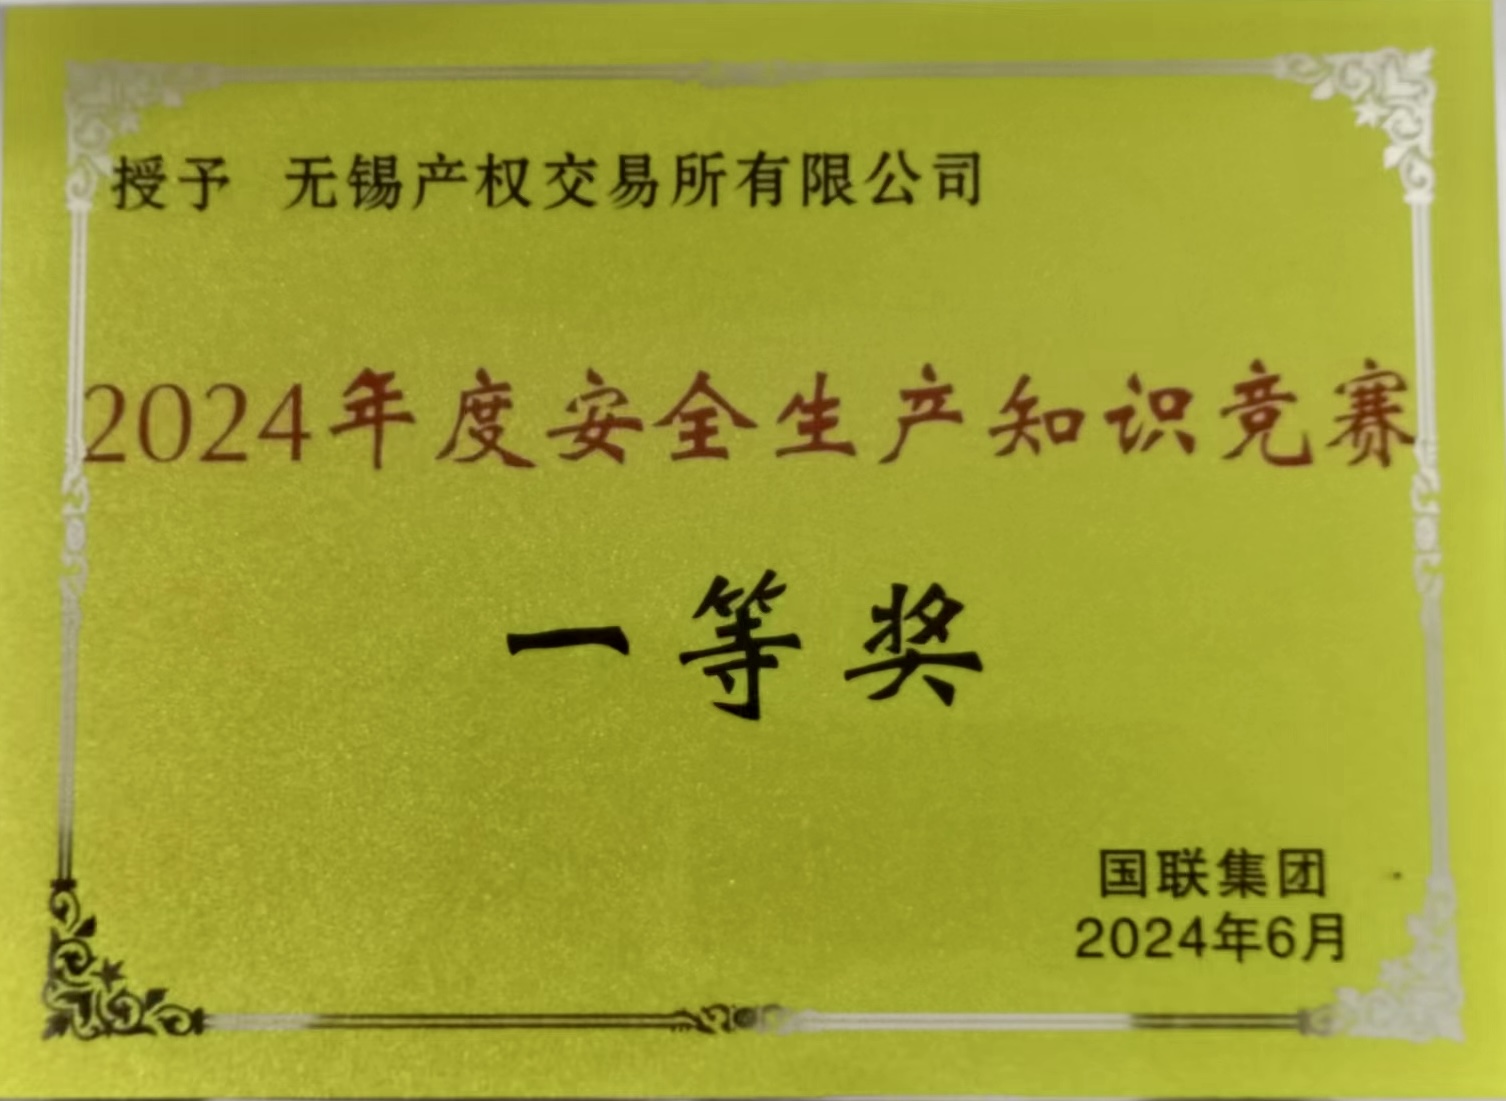 授予 无锡产权交易所有限公司
2024年度安全生产知识竞赛
一等奖
国联集团
2024年6月